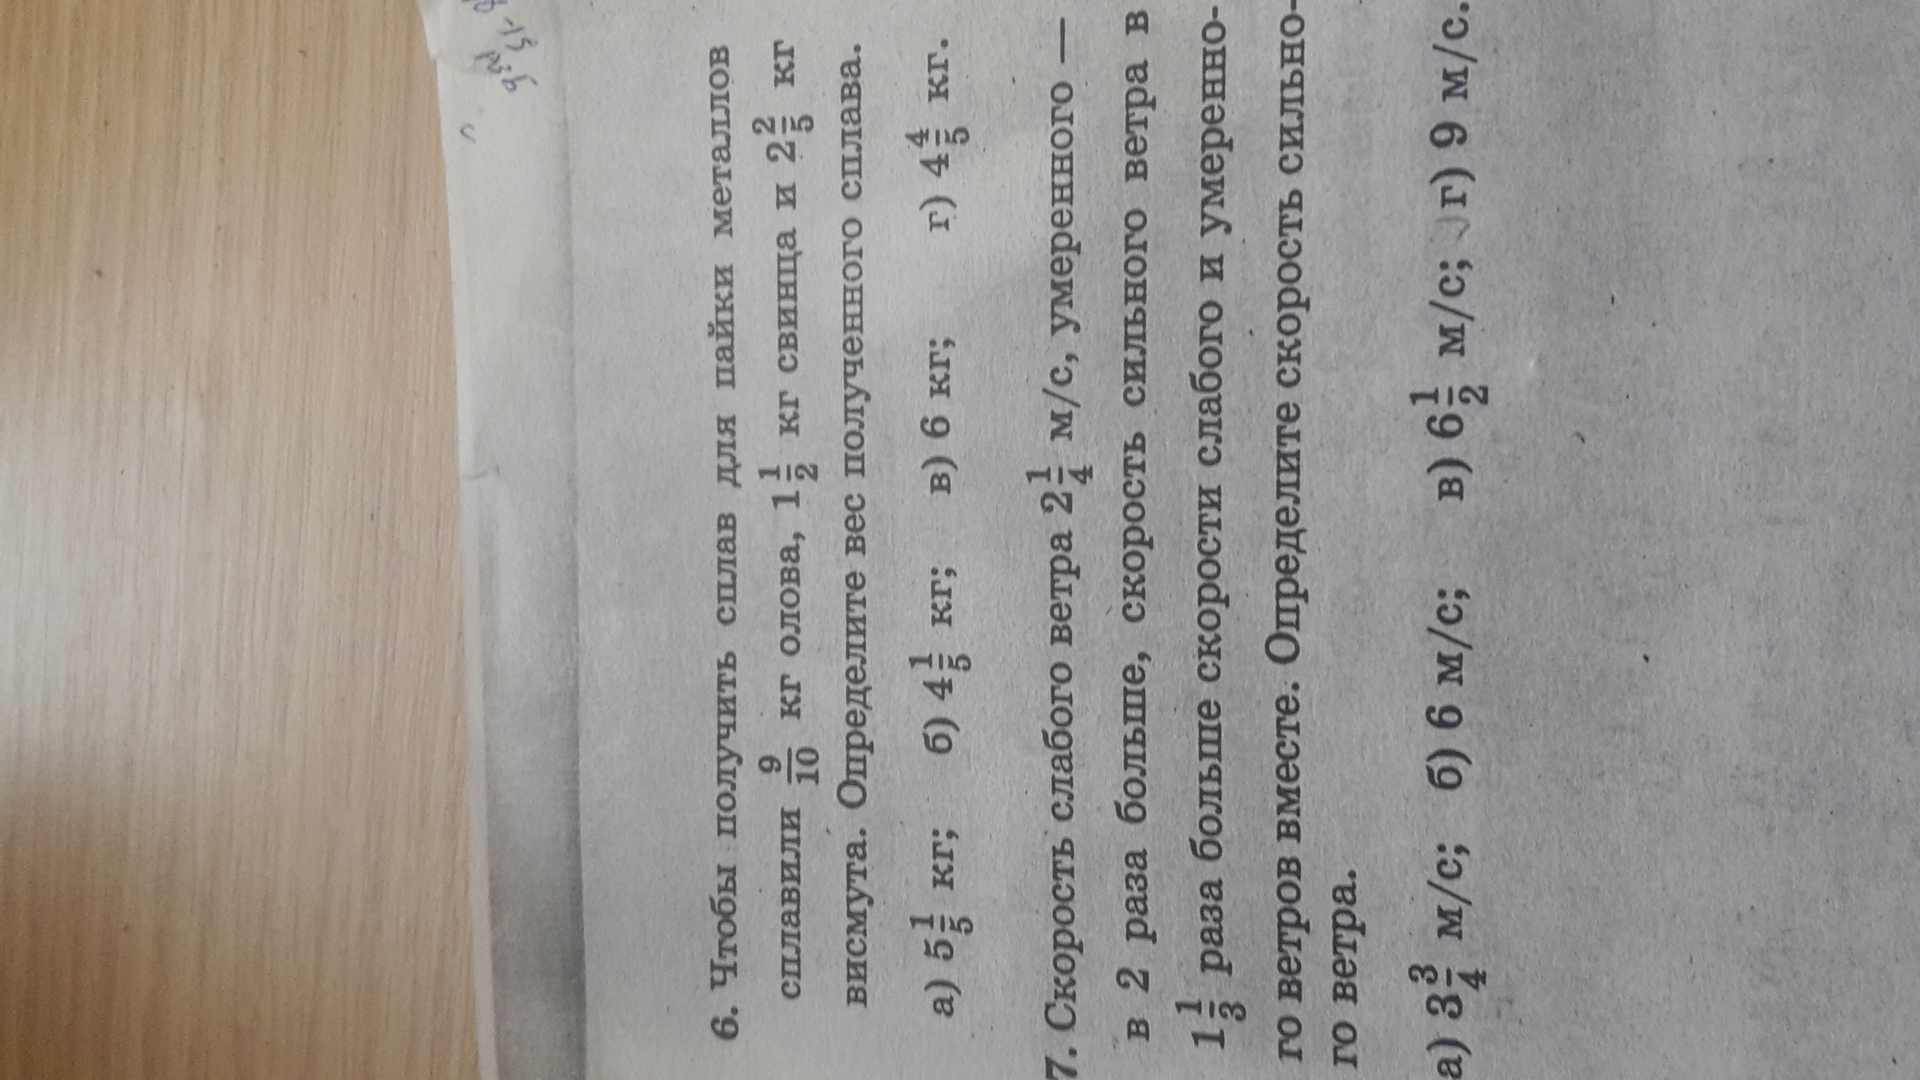 6. Чтобы получить сплав для пайки металлов
сплавили 9/10 кг олова, 1 1/2 кг свинца и 2 2/5 кг
висмута. Определите вес полученного сплава.
а) 5 1/5 кг; б) 4 1/5 кг; в) 6 кг; г) 4 4/5 кг.
7. Скорость слабого ветра 2 1/4 м/с, умеренного —
в 2 раза больше, скорость сильного ветра в
1 1/3 раза больше скорости слабого и умеренно-
го ветров вместе. Определите скорость сильно-
го ветра.
а) 3 3/4 м/с; б) 6 м/с; в) 6 1/2 м/с; г) 9 м/с.